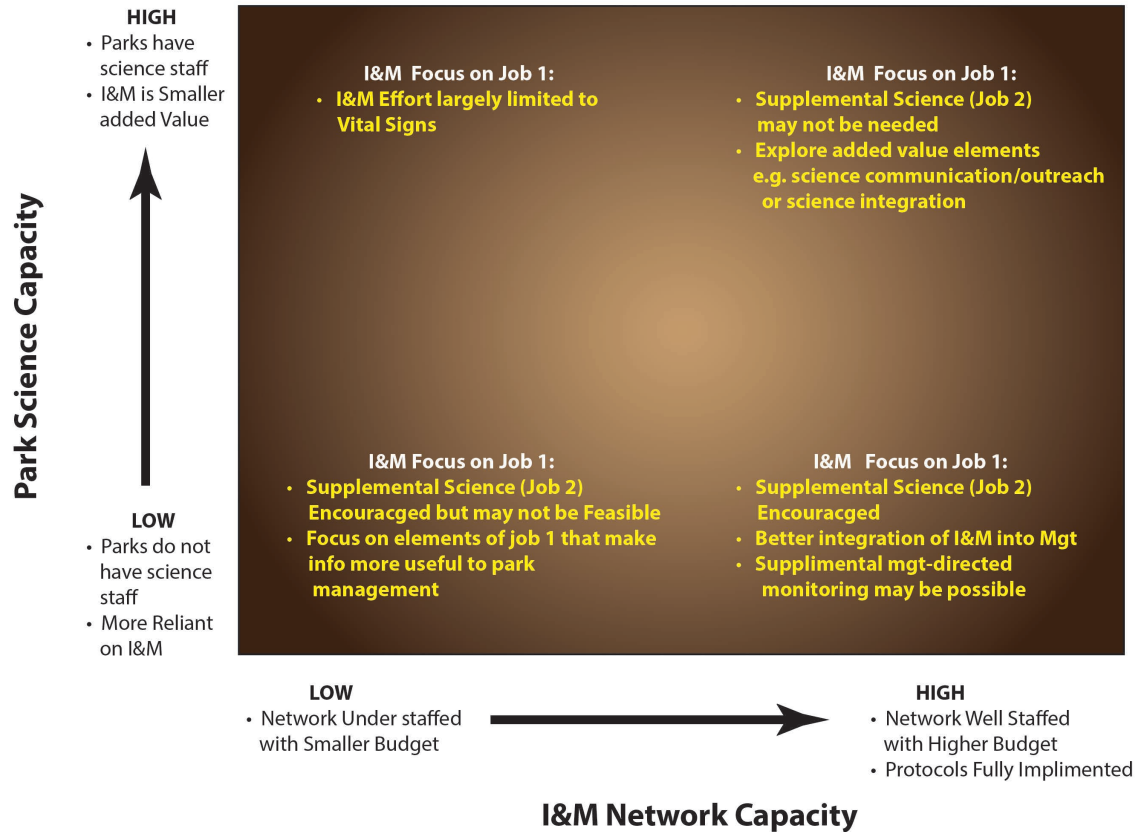 HIGH
• Parks have
science staff
• I&M is Smaller
added Value
Park Science Capacity
LOW
• Parks do not
have science
staff
• More Reliant
on I&M
I&M Focus on Job 1:
• I&M Effort largely limited to
Vital Signs
I&M Focus on Job 1:
• Supplemental Science (Job 2)
may not be needed
• Explore added value elements
e.g. science communication/outreach
or science integration
I&M Focus on Job 1:
• Supplemental Science (Job 2)
Encouracged but may not be Feasible
• Focus on elements of job 1 that make
info more useful to park
management
I&M Focus on Job 1:
• Supplemental Science (Job 2)
Encouracged
• Better integration of I&M into Mgt
• Supplimental mgt-directed
monitoring may be possible
LOW
• Network Under staffed
with Smaller Budget
HIGH
• Network Well Staffed
with Higher Budget
• Protocols Fully Implimented
I&M Network Capacity